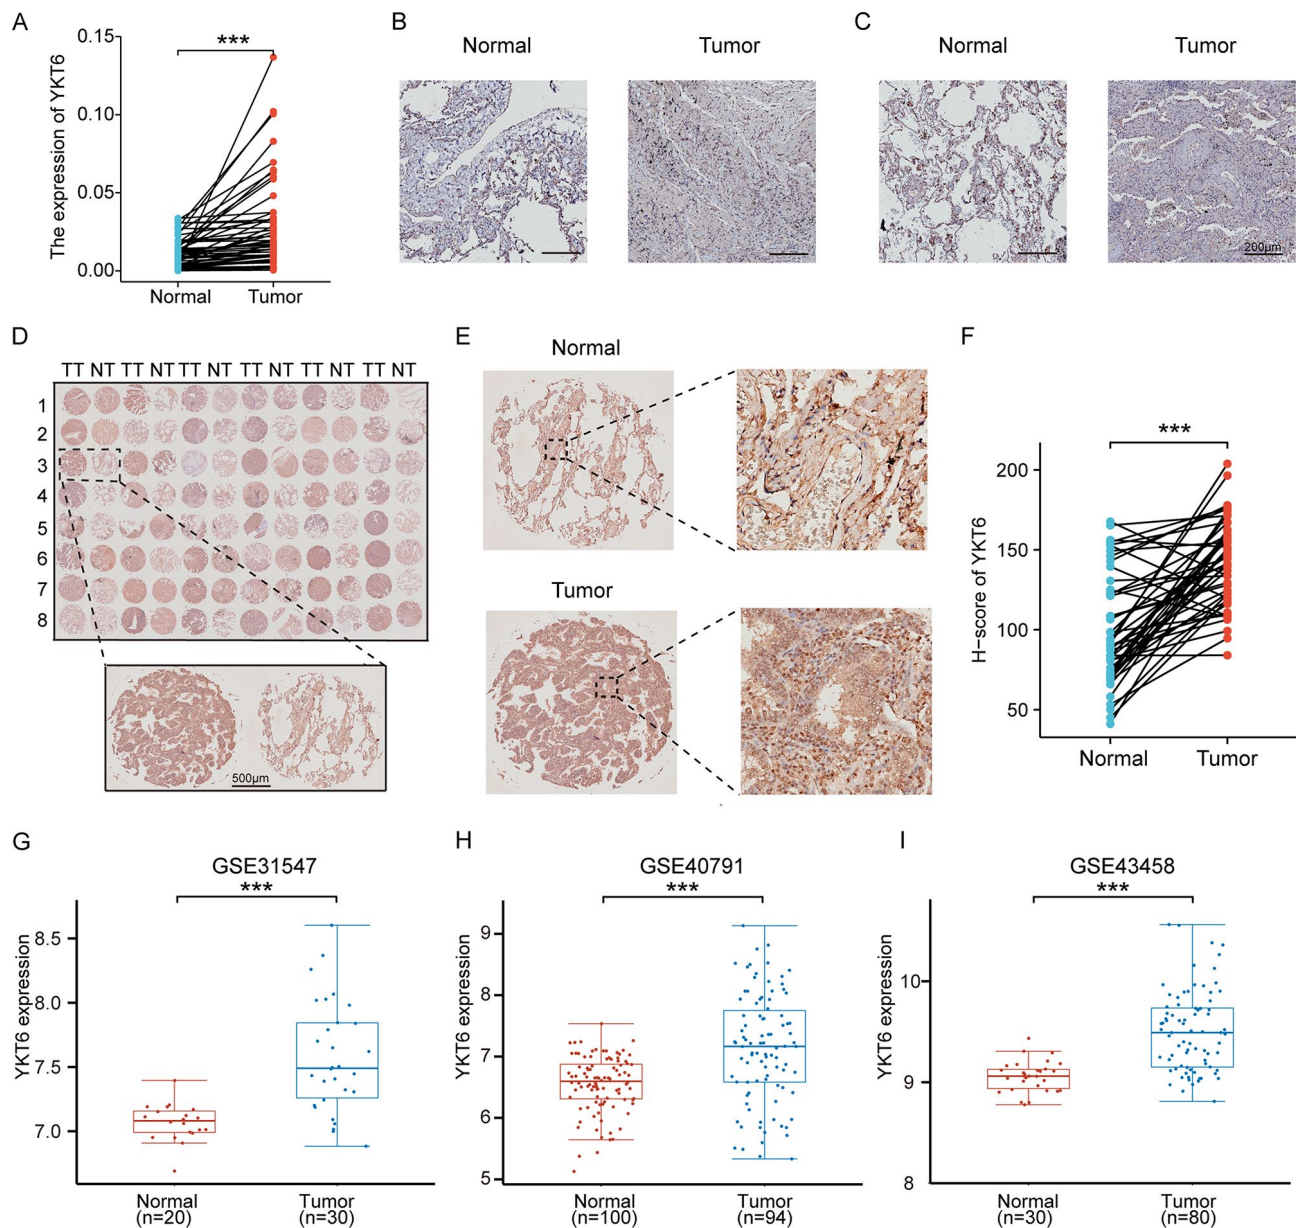 A
B
C
***
Normal
Tumor
Normal
Tumor
The expression of YKT6
0.15
0.10
0.05
0.00
Normal
Tumor
200μm
D
TT NT TT NT TT NT TT NT TT NT TT NT
1
2
3
4
5
6
7
8
500μm
E
Normal
Tumor
F
***
H-score of YKT6
200
150
100
50
Normal
Tumor
G
GSE31547
***
YKT6 expression
8.5
8.0
7.5
7.0
Normal
(n=20)
Tumor
(n=30)
H
GSE40791
***
YKT6 expression
9
8
7
6
5
Normal
(n=100)
Tumor
(n=94)
I
GSE43458
***
YKT6 expression
10
9
8
Normal
(n=30)
Tumor
(n=80)